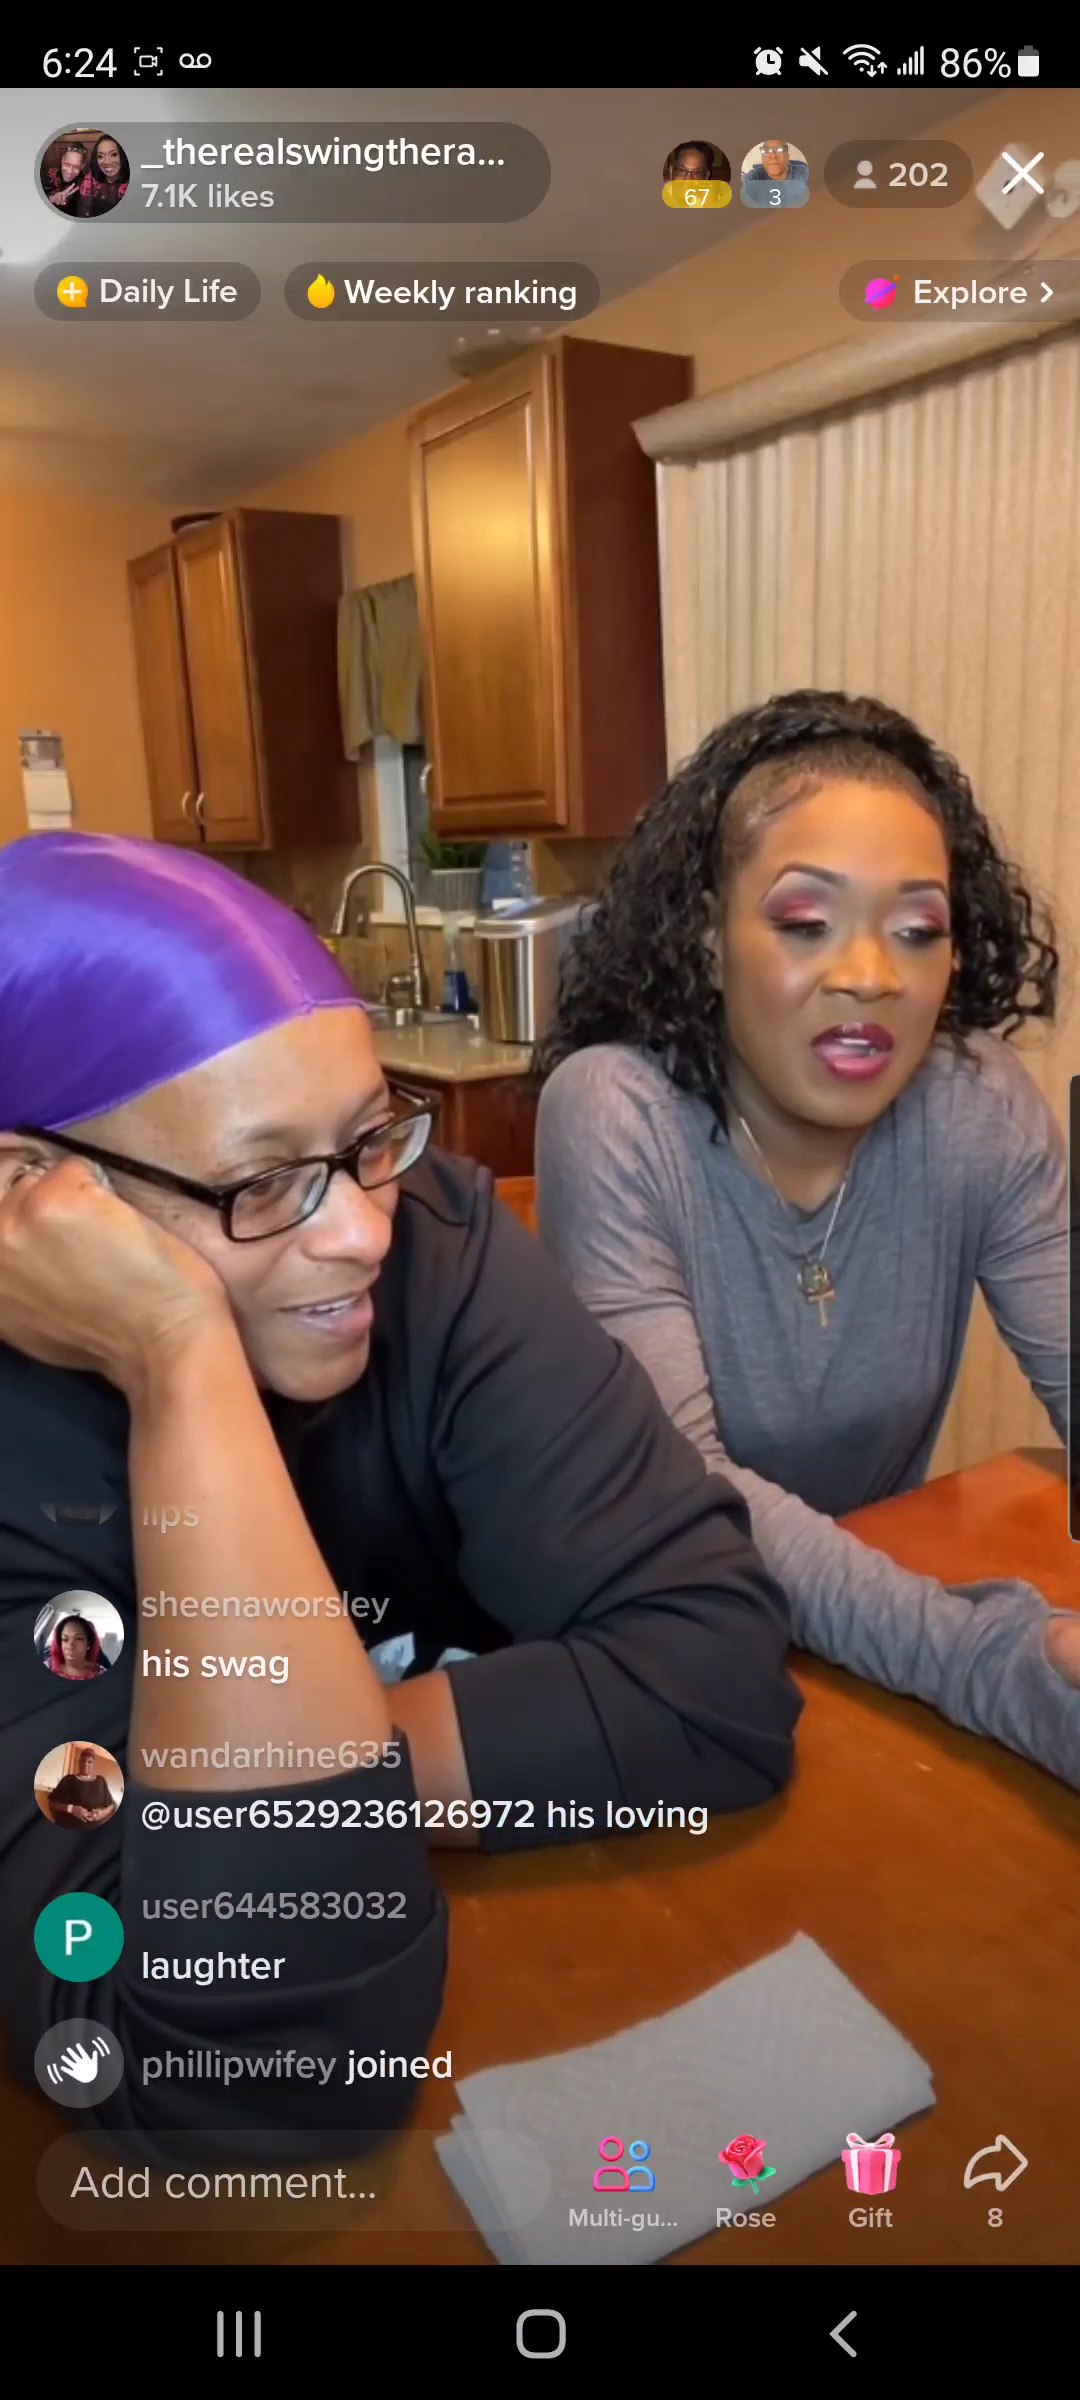 6:24
86%
_therealswingthera...
7.1K likes
67
3
202
Daily Life
Weekly ranking
Explore
lips
sheenaworsley
his swag
wandarhine635
@user6529236126972 his loving
P
user644583032
laughter
phillipwifey joined
Add comment...
Multi-gu...
Rose
Gift
8